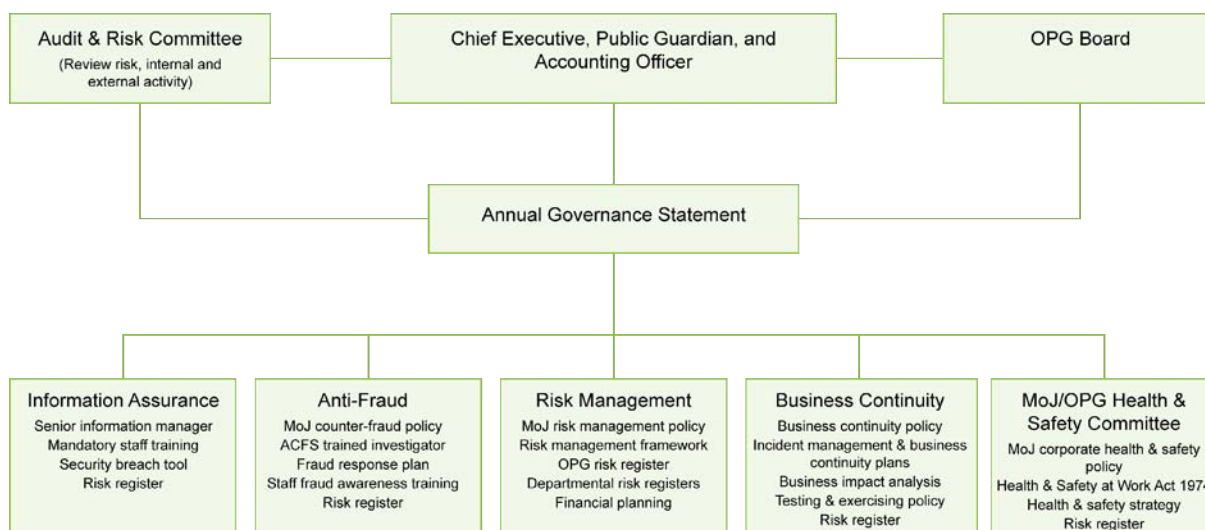 Audit & Risk Committee
(Review risk, internal and
external activity)
Chief Executive, Public Guardian, and
Accounting Officer
OPG Board
Annual Governance Statement
Information Assurance
Senior information manager
Mandatory staff training
Security breach tool
Risk register
Anti-Fraud
MoJ counter-fraud policy
ACFS trained investigator
Fraud response plan
Staff fraud awareness training
Risk register
Risk Management
MoJ risk management policy
Risk management framework
OPG risk register
Departmental risk registers
Financial planning
Business Continuity
Business continuity policy
Incident management & business
continuity plans
Business impact analysis
Testing & exercising policy
Risk register
MoJ/OPG Health &
Safety Committee
MoJ corporate health & safety
policy
Health & Safety at Work Act 1974
Health & safety strategy
Risk register